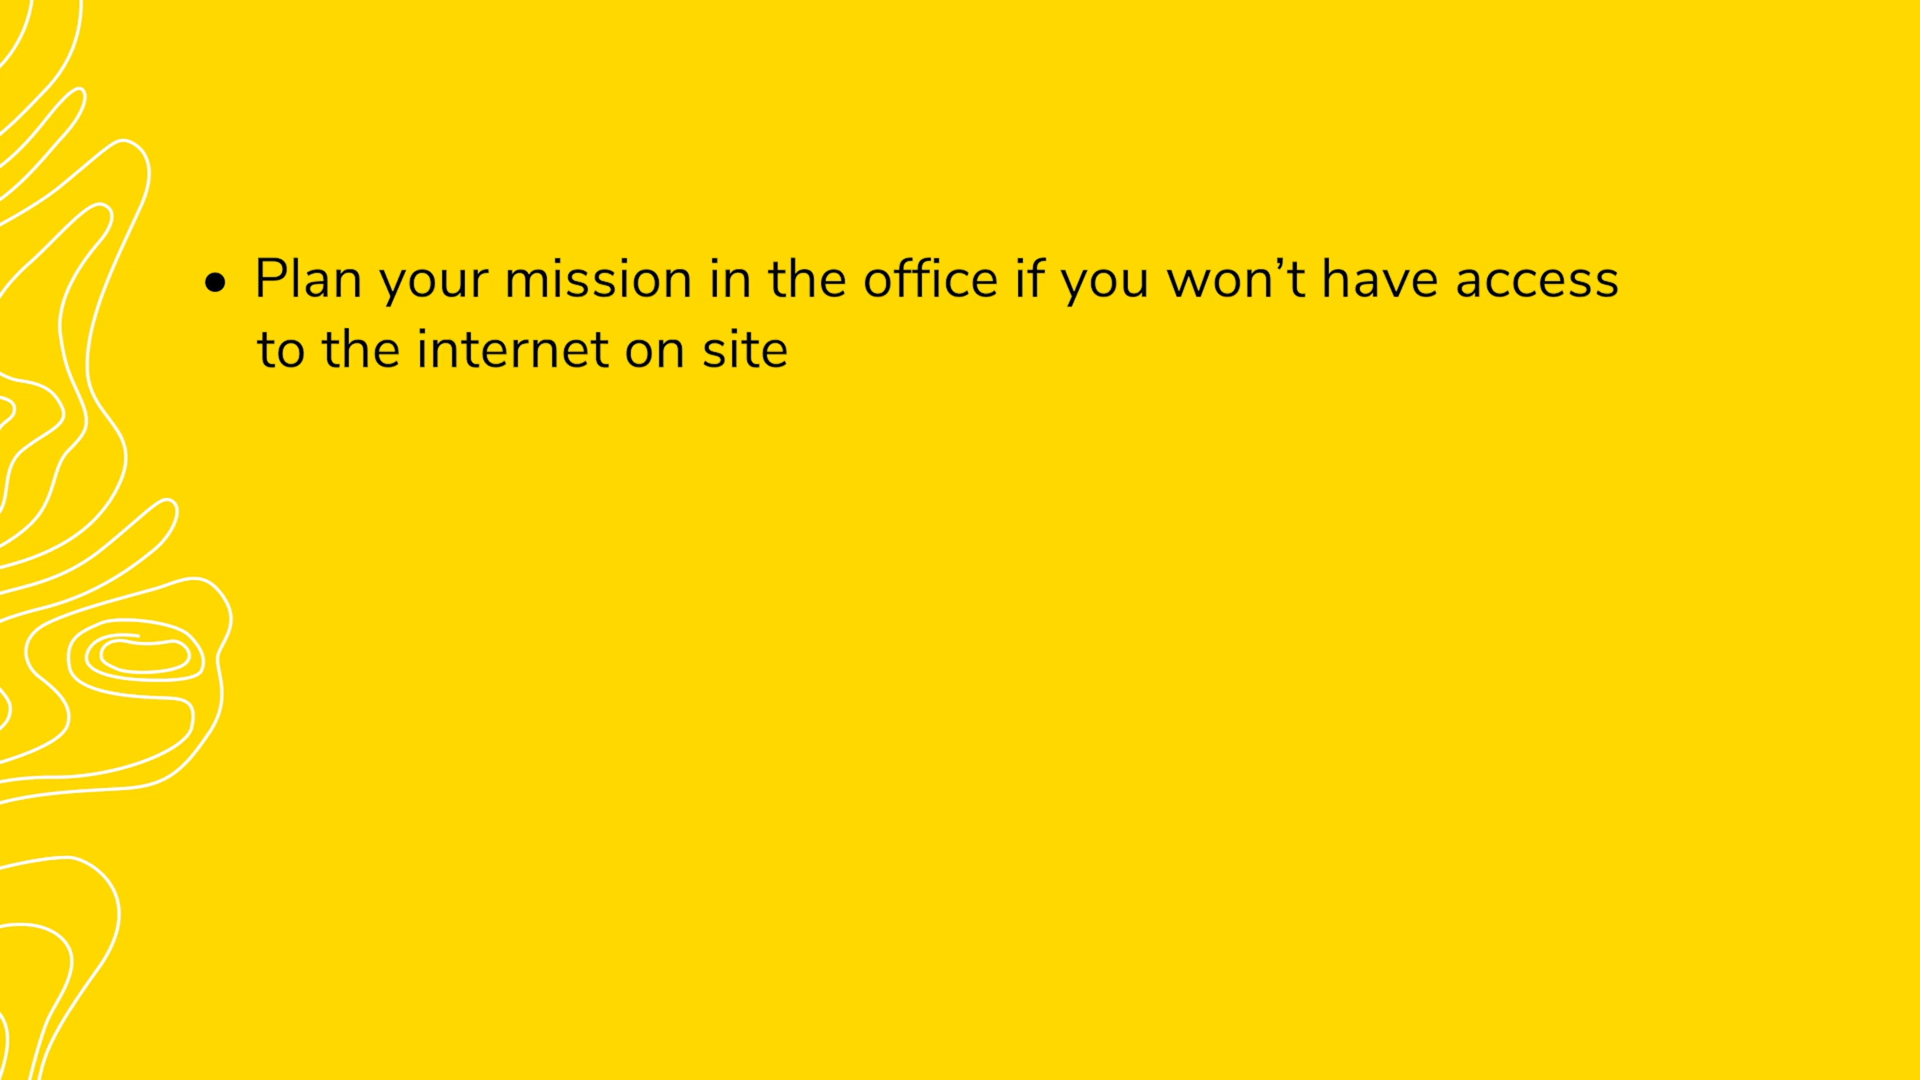 • Plan your mission in the office if you won’t have access
to the internet on site